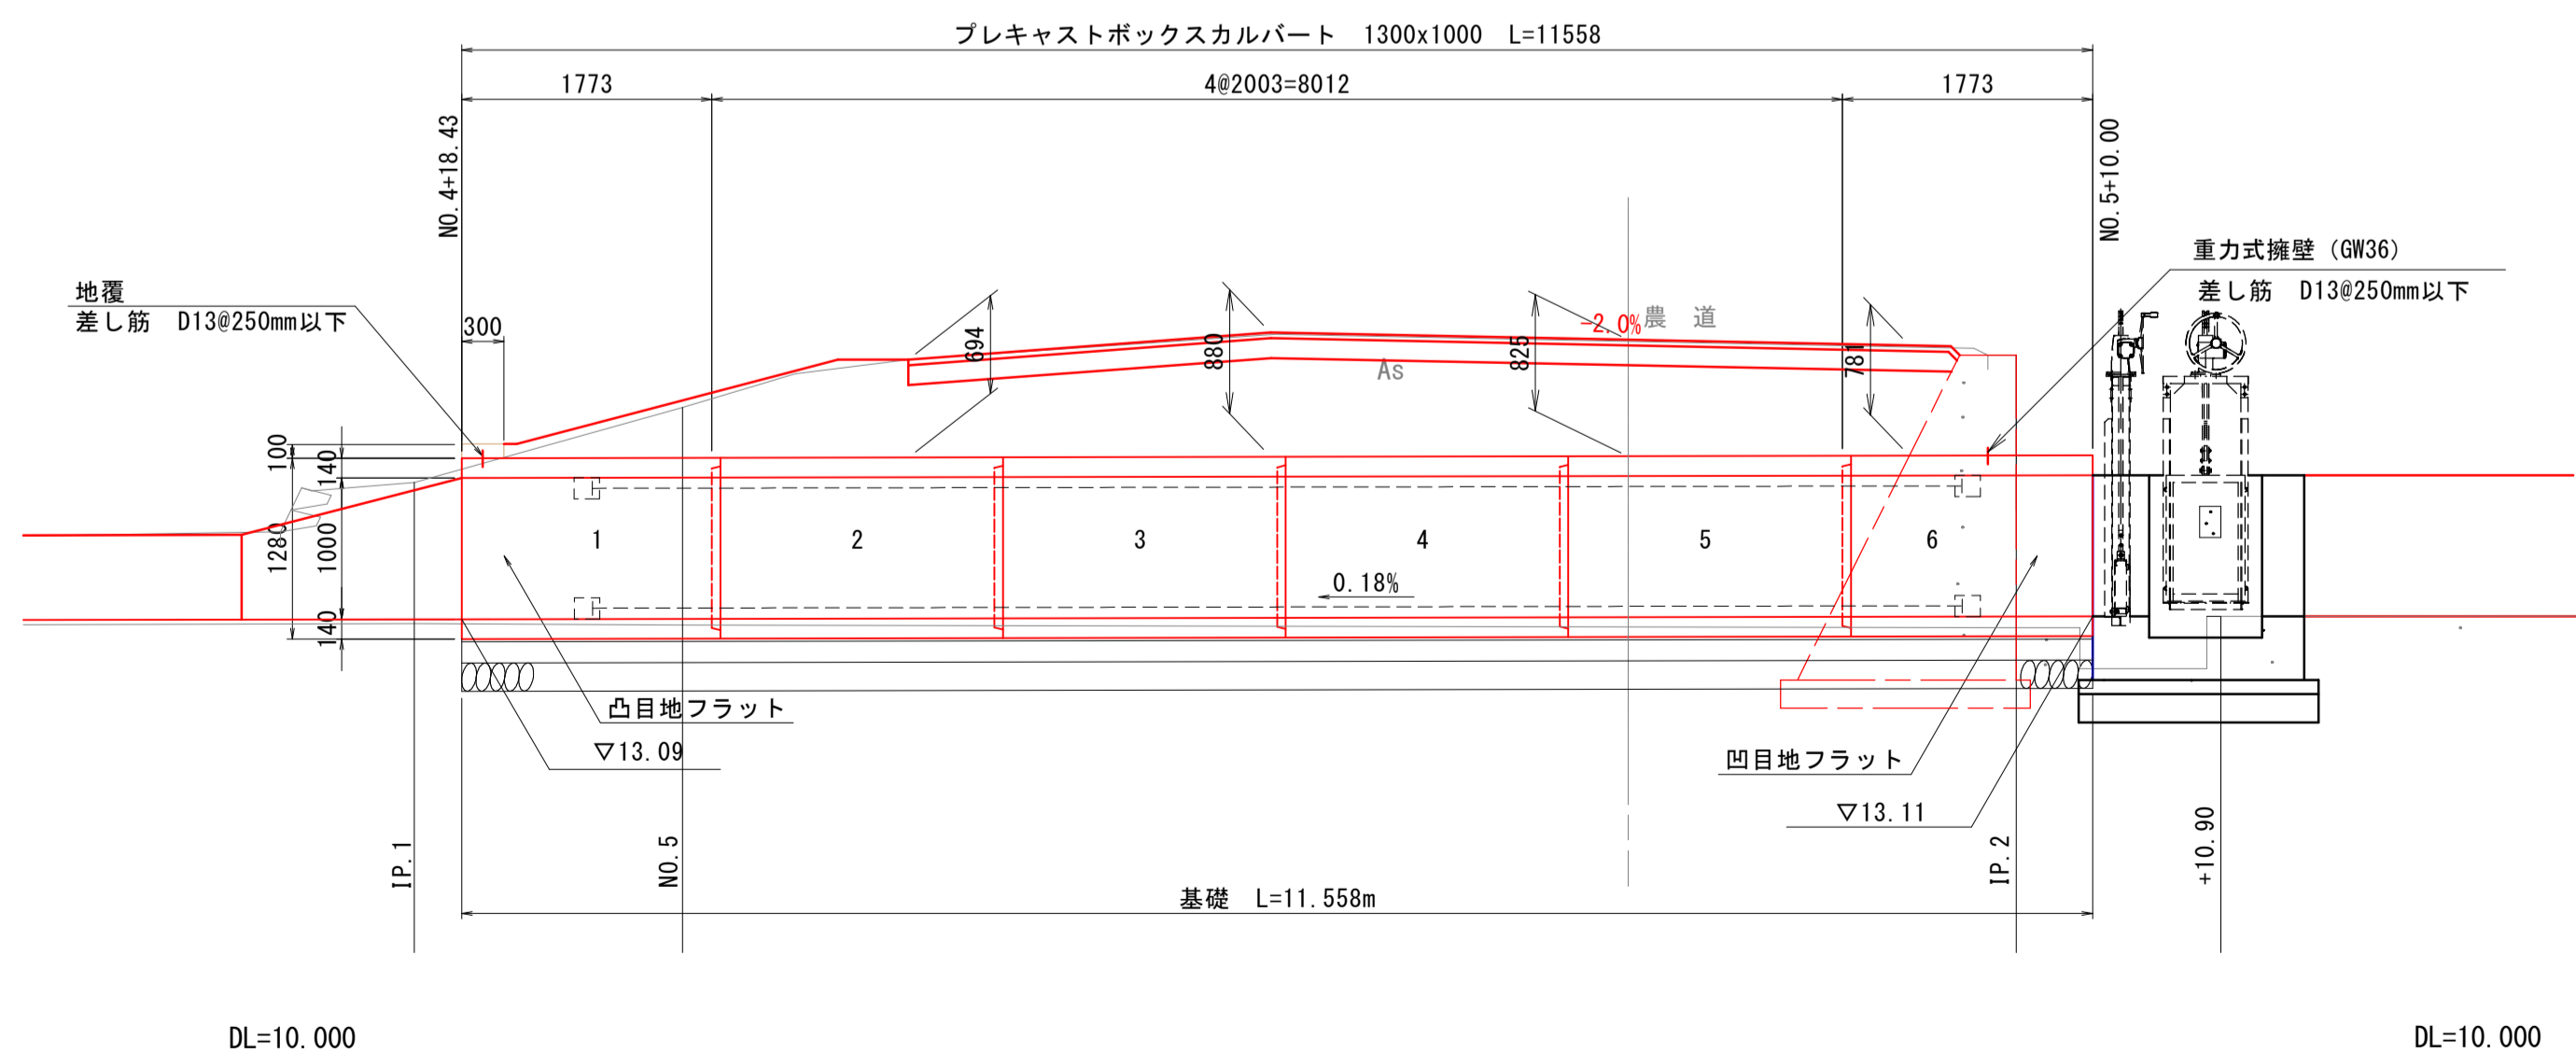 プレキャストボックスカルバート 1300x1000 L=11558
1773
4@2003=8012
1773
NO.4+18.43
NO.5+10.00
重力式擁壁（GW36）
差し筋 D13@250mm以下
地覆
差し筋 D13@250mm以下
300
694
880
825
781
-2.0%
農 道
As
100
140
1280
1000
140
1
2
3
4
5
6
0.18%
凸目地フラット
▽13.09
凹目地フラット
▽13.11
IP.1
NO.5
IP.2
+10.90
基礎 L=11.558m
DL=10.000
DL=10.000